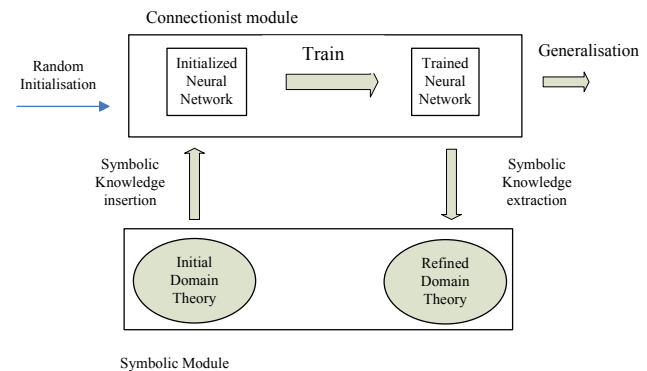 Connectionist module
Random
Initialisation
Initialized
Neural
Network
Train
Trained
Neural
Network
Generalisation
Symbolic
Knowledge
insertion
Symbolic
Knowledge
extraction
Initial
Domain
Theory
Refined
Domain
Theory
Symbolic Module